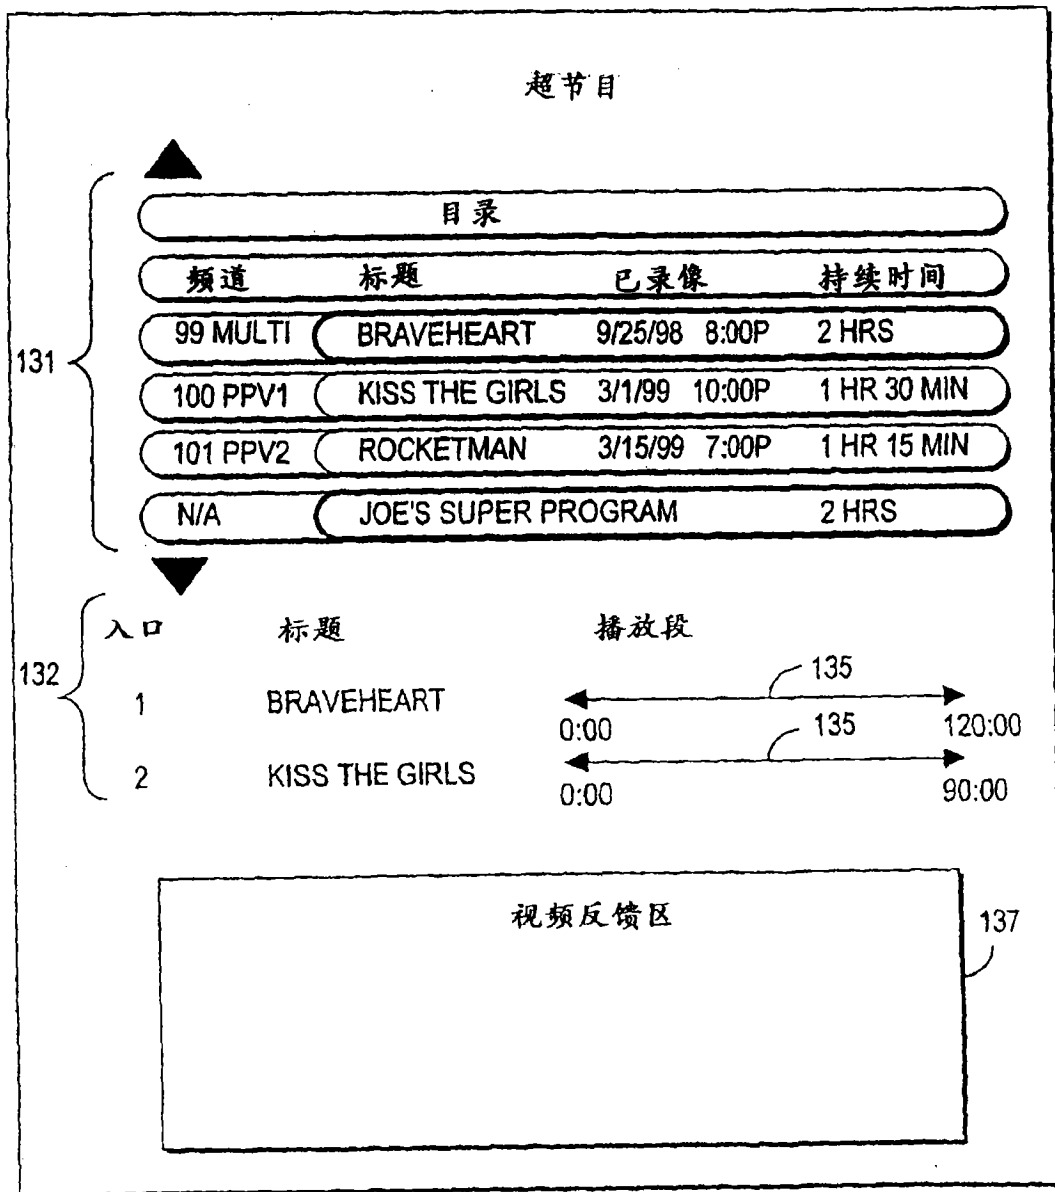 超节目
目录
频道 标题 已录像 持续时间
99 MULTI BRAVEHEART 9/25/98 8:00P 2 HRS
131
100 PPV1 KISS THE GIRLS 3/1/99 10:00P 1 HR 30 MIN
101 PPV2 ROCKETMAN 3/15/99 7:00P 1 HR 15 MIN
N/A JOE'S SUPER PROGRAM 2 HRS
入口 标题 播放段
132
135
1 BRAVEHEART
0:00 135 120:00
2 KISS THE GIRLS
0:00 90:00
视频反馈区
137